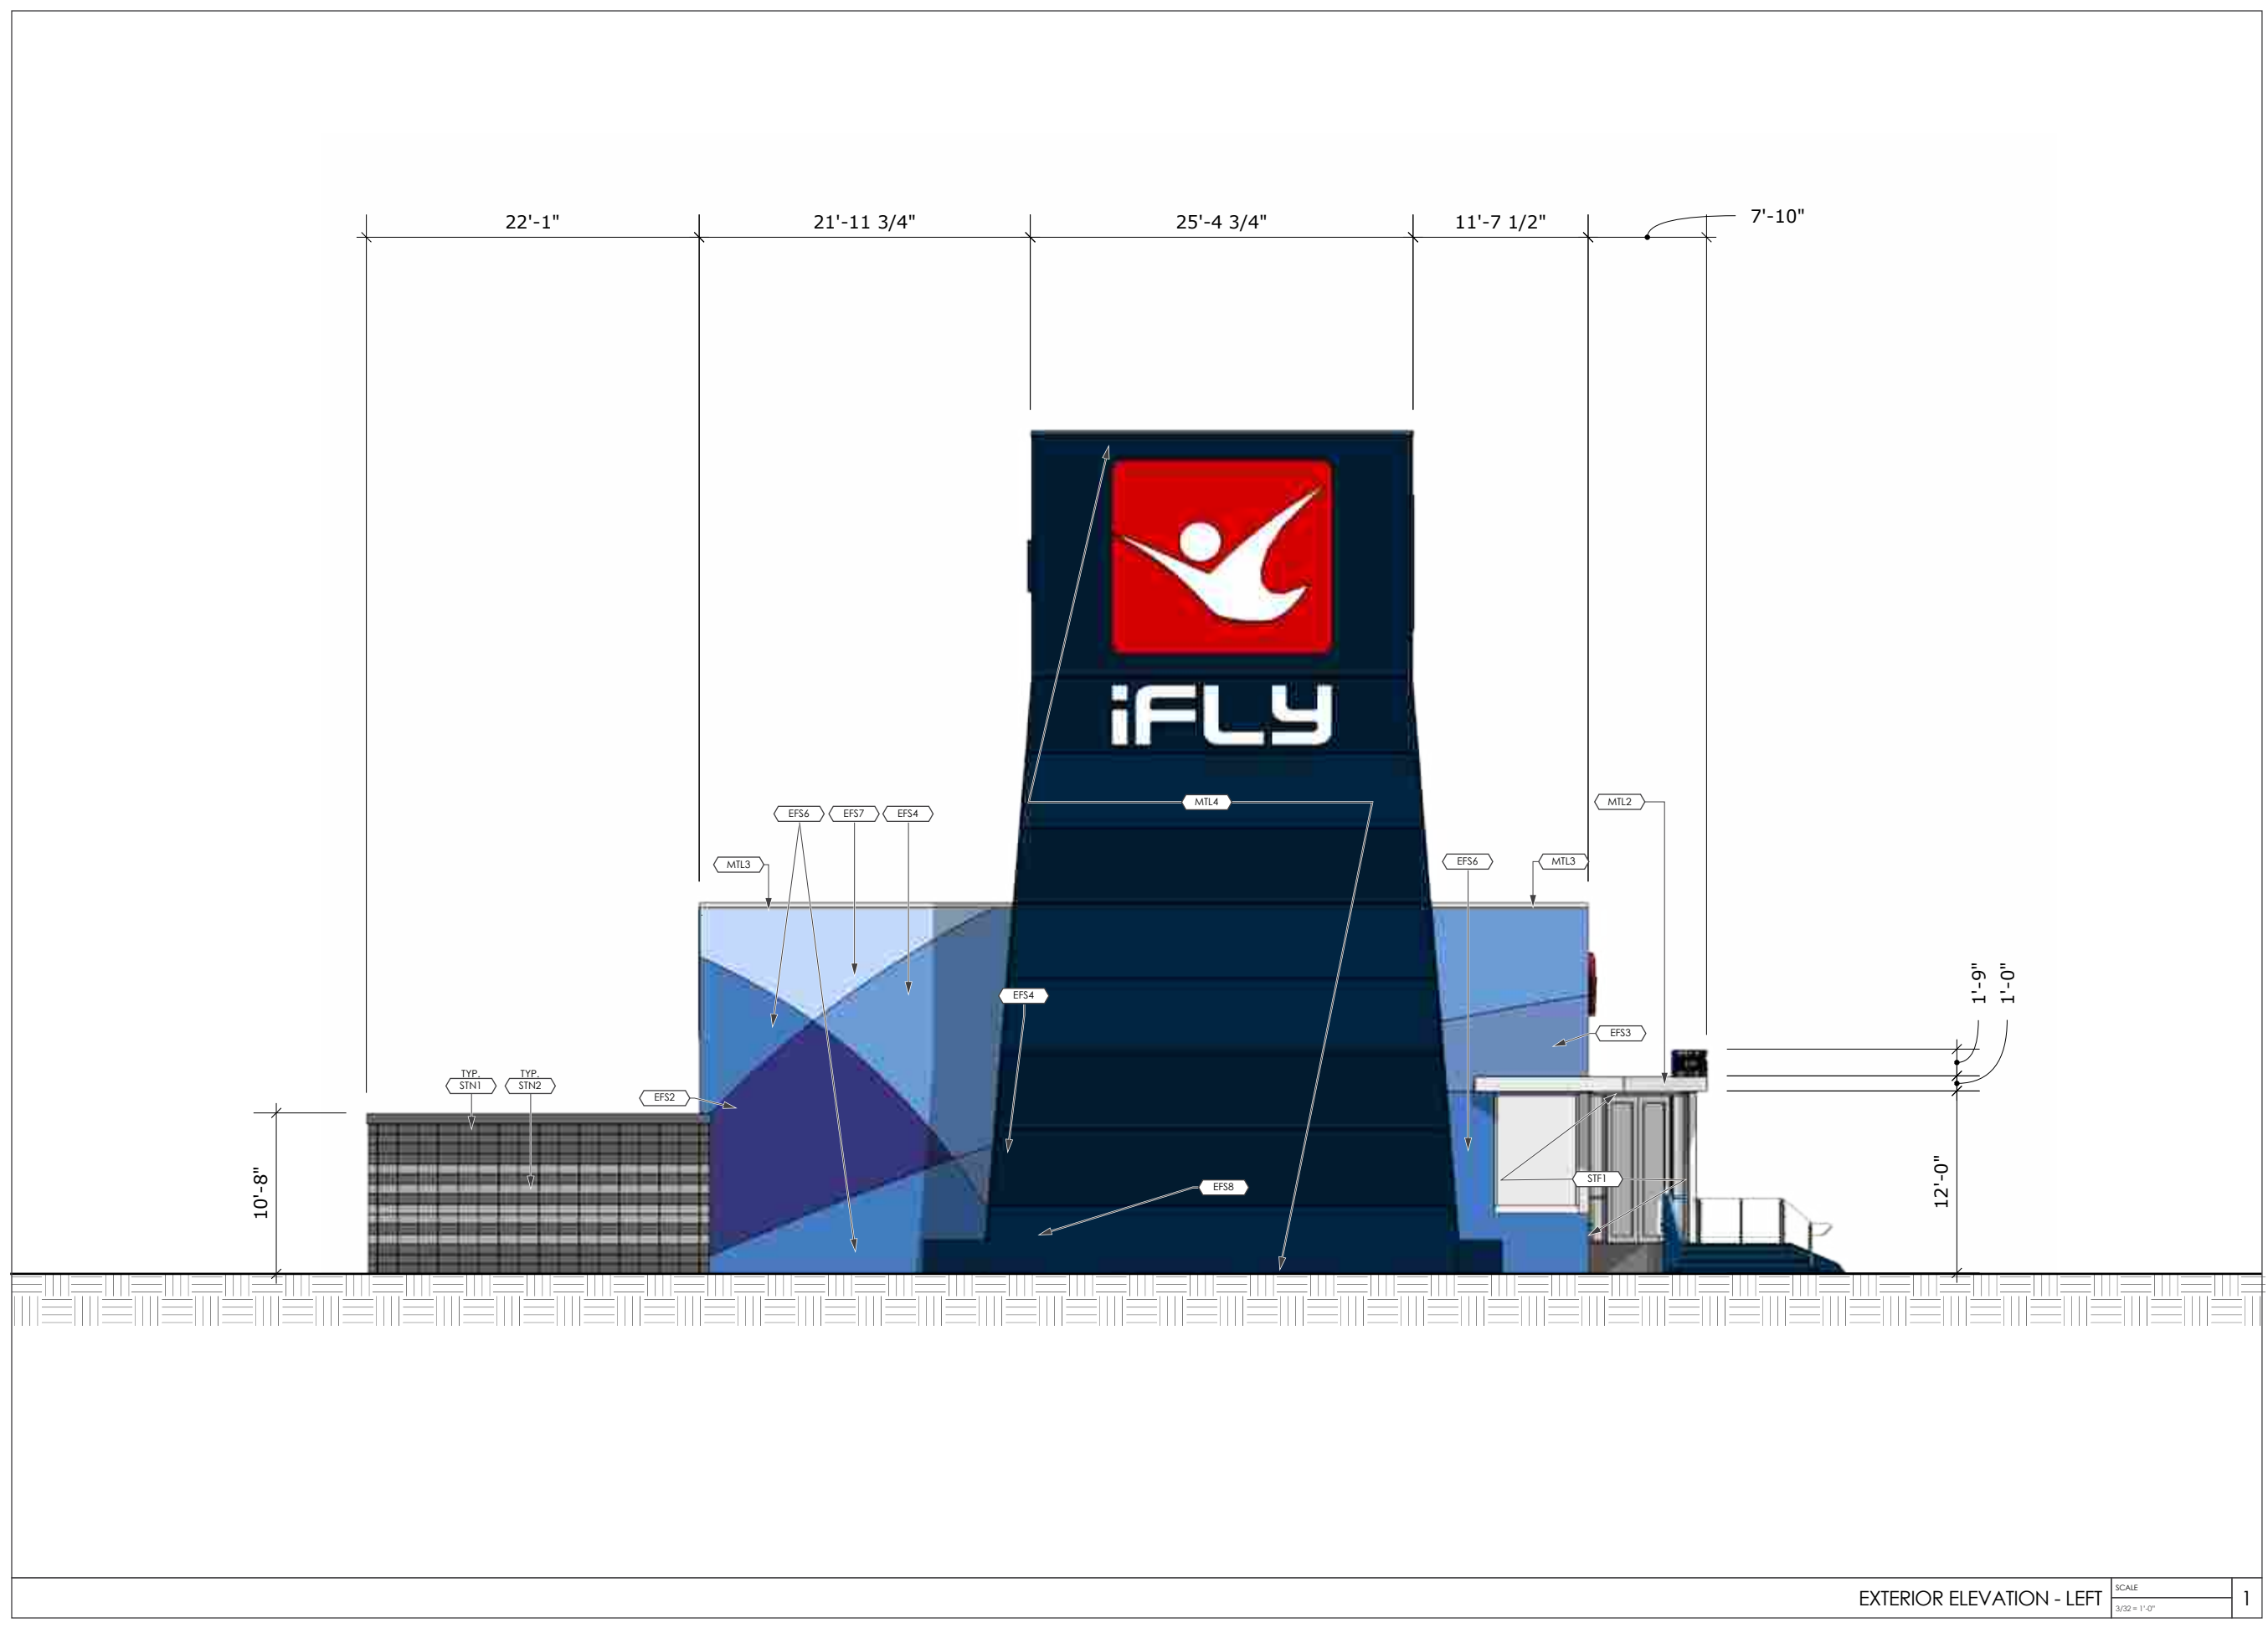 22'-1"
21'-11 3/4"
25'-4 3/4"
11'-7 1/2"
7'-10"
iFLY
MTL4
MTL2
EFS6
EFS7
EFS4
MTL3
EFS6
MTL3
EFS4
1'-9"
1'-0"
EFS3
TYP.
STN1
TYP.
STN2
EFS2
10'-8"
EFS8
STF1
12'-0"
EXTERIOR ELEVATION - LEFT
SCALE
3/32 = 1'-0"
1